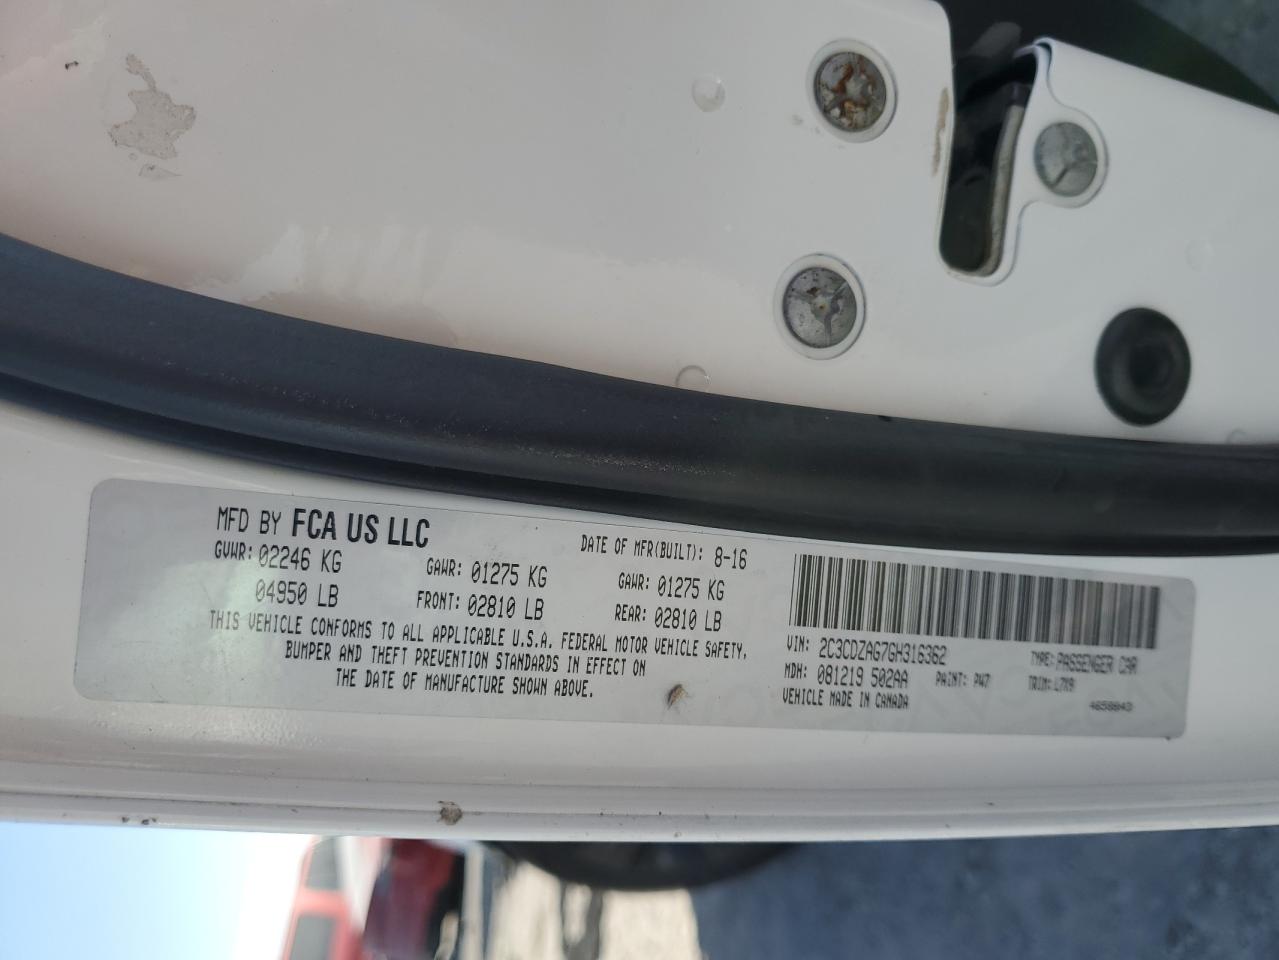 MFD BY FCA US LLC
DATE OF MFR(BUILT): 8-16
GVWR: 02246 KG
GAWR: 01275 KG
GAWR: 01275 KG
04950 LB
FRONT: 02810 LB
REAR: 02810 LB
THIS VEHICLE CONFORMS TO ALL APPLICABLE U.S.A. FEDERAL MOTOR VEHICLE SAFETY,
BUMPER AND THEFT PREVENTION STANDARDS IN EFFECT ON
THE DATE OF MANUFACTURE SHOWN ABOVE.
VIN: 2C3CDZAG7GH316362
TYPE: PASSENGER CAR
MDH: 081219 502AA
PAINT: PW7
TRIM: L7X9
VEHICLE MADE IN CANADA